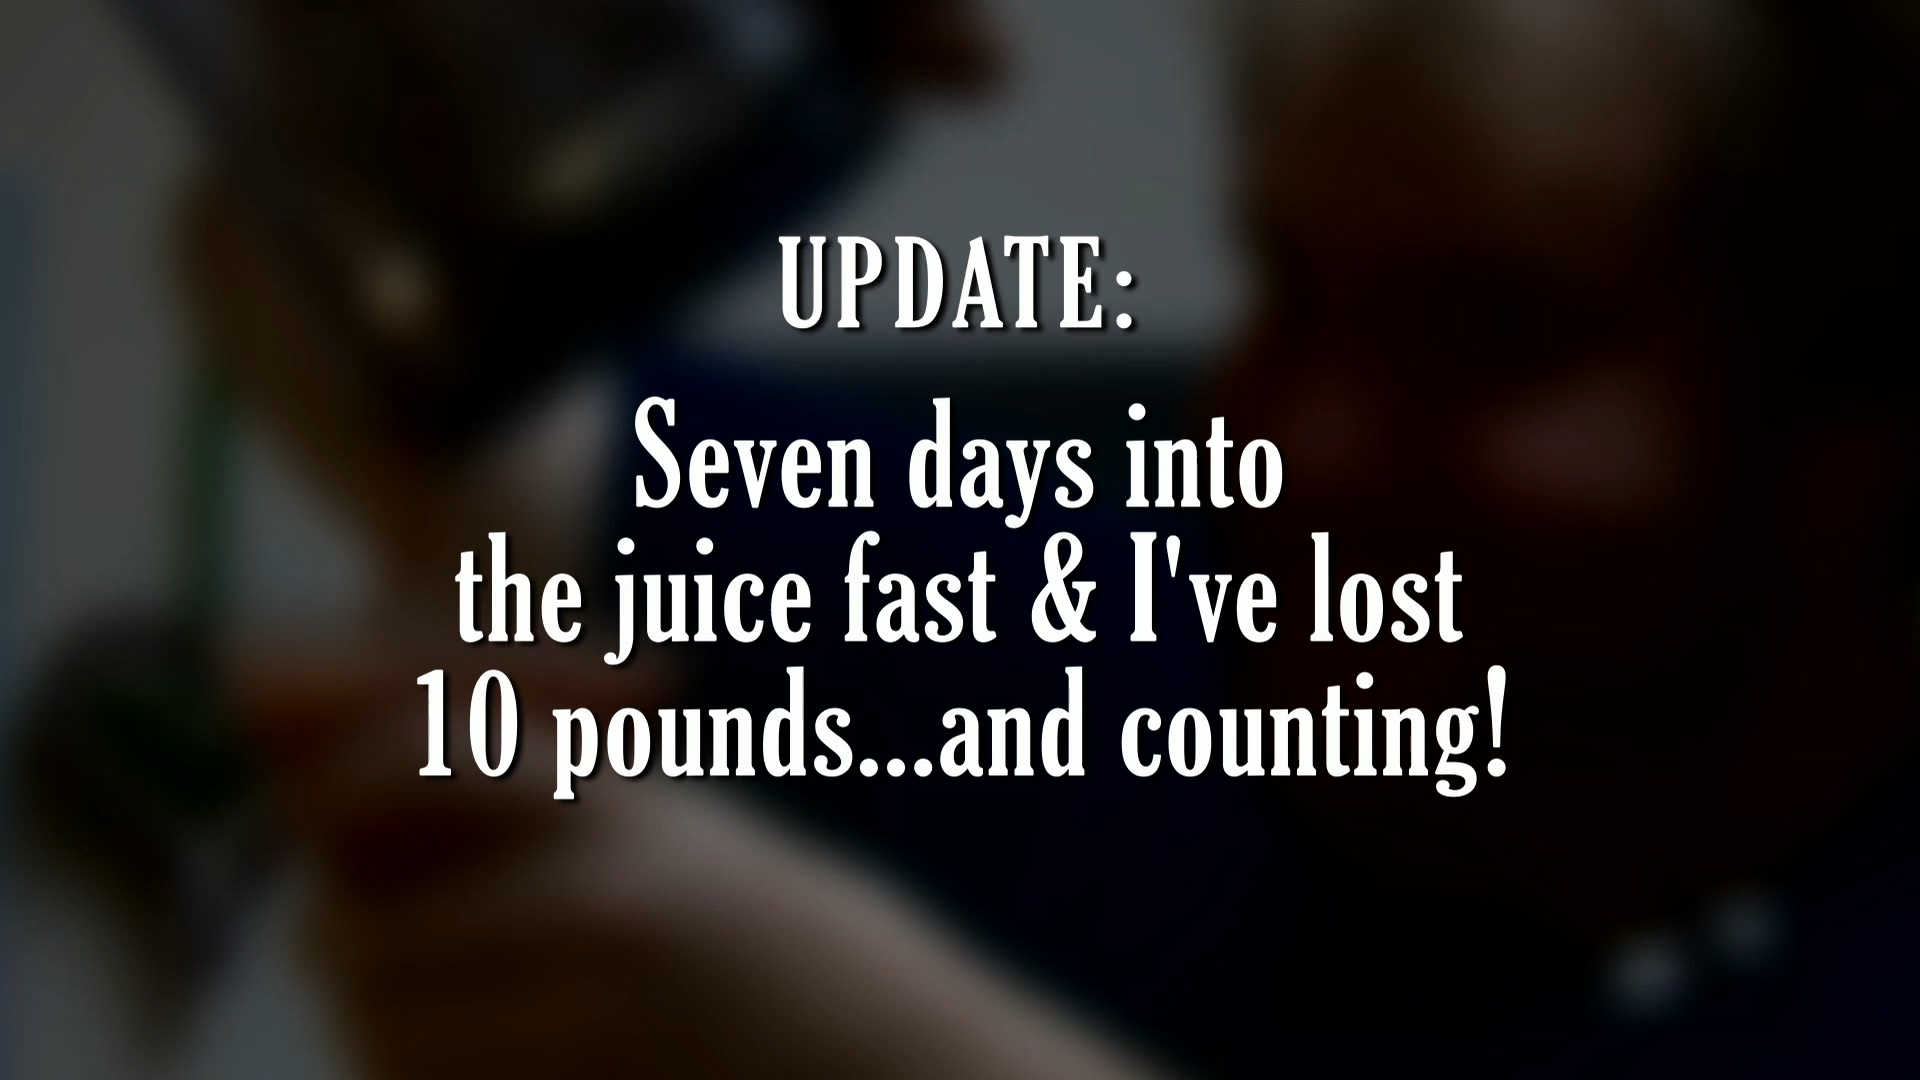 UPDATE:
Seven days into
the juice fast & I've lost
10 pounds...and counting!